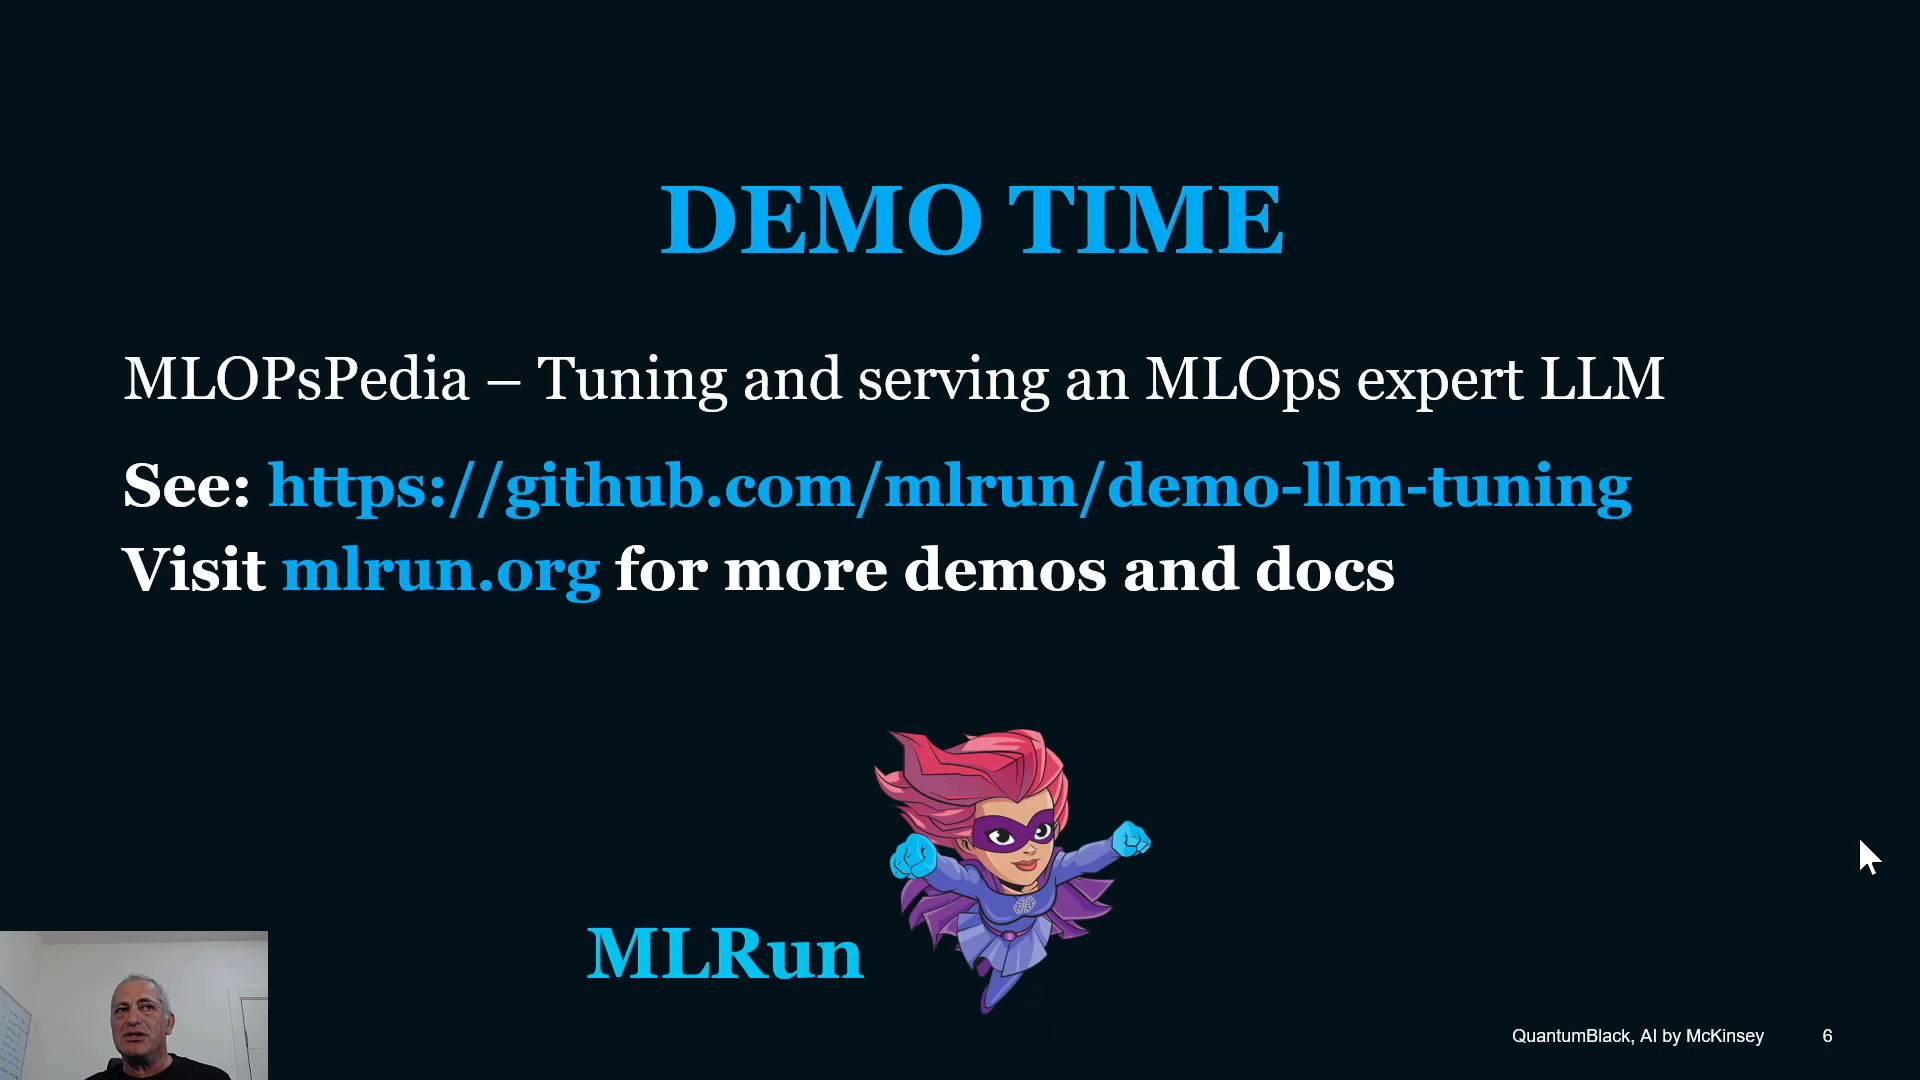 DEMO TIME
MLOPsPedia – Tuning and serving an MLOps expert LLM
See: https://github.com/mlrun/demo-llm-tuning
Visit mlrun.org for more demos and docs
MLRun
QuantumBlack, AI by McKinsey 6